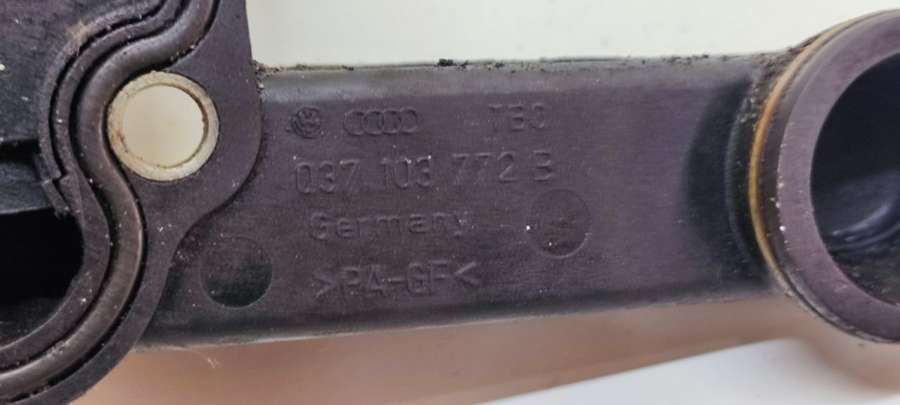 TBC
037 103 772 B
Germany
>PA-GF<